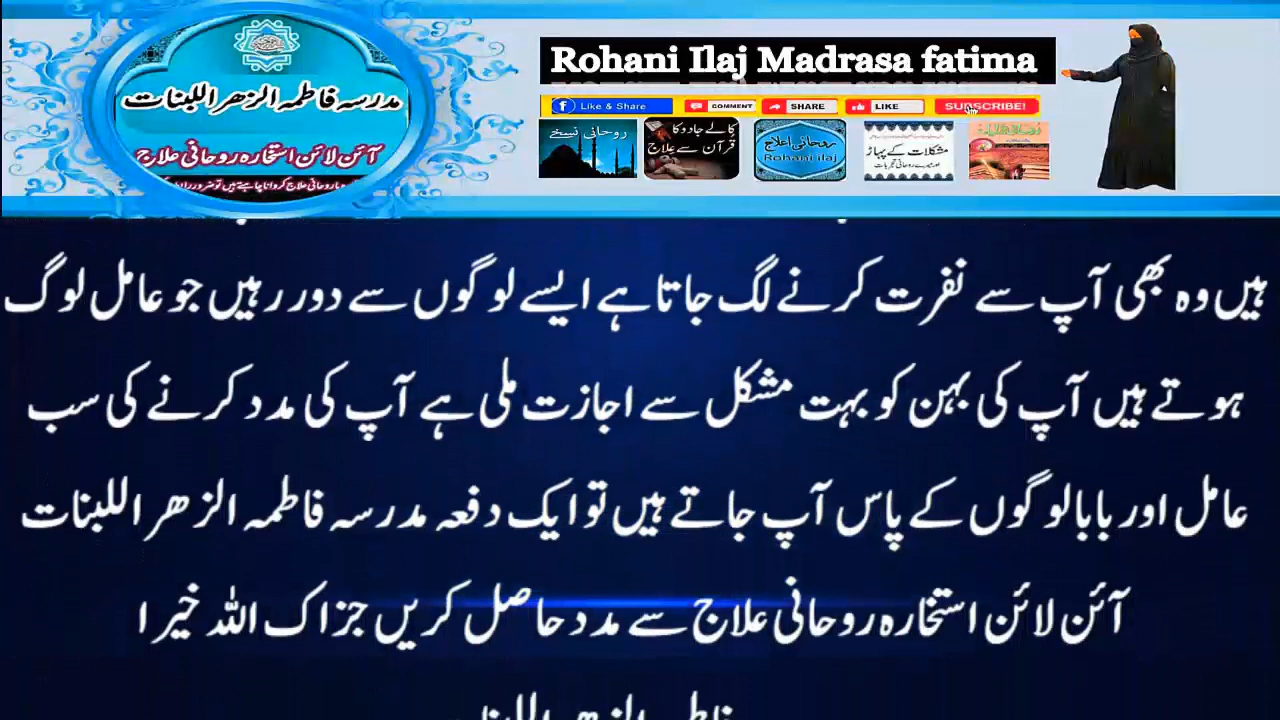 مدرسہ فاطمہ الزھراللبنات
آئن لائن استخارہ روحانی علاج
Rohani Ilaj Madrasa fatima
Like & Share
COMMENT
SHARE
LIKE
SUBSCRIBE!
روحانی نسخے
کالے جادو کا
قرآن سے علاج
روحانی علاج
Rohani ilaj
مشکلات کے پہاڑ
ہیں وہ بھی آپ سے نفرت کرنے لگ جاتا ہے ایسے لوگوں سے دور رہیں جو عامل لوگ
ہوتے ہیں آپ کی بہن کو بہت مشکل سے اجازت ملی ہے آپ کی مدد کرنے کی سب
عامل اور بابا لوگوں کے پاس آپ جاتے ہیں تو ایک دفعہ مدرسہ فاطمہ الزھراللبنات
آئن لائن استخارہ روحانی علاج سے مدد حاصل کریں جزاک اللہ خیرا